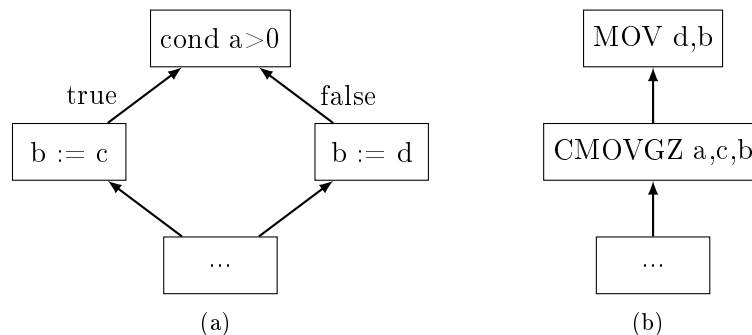 cond a>0
MOV d,b
true
false
b := c
b := d
CMOVGZ a,c,b
...
...
(a)
(b)